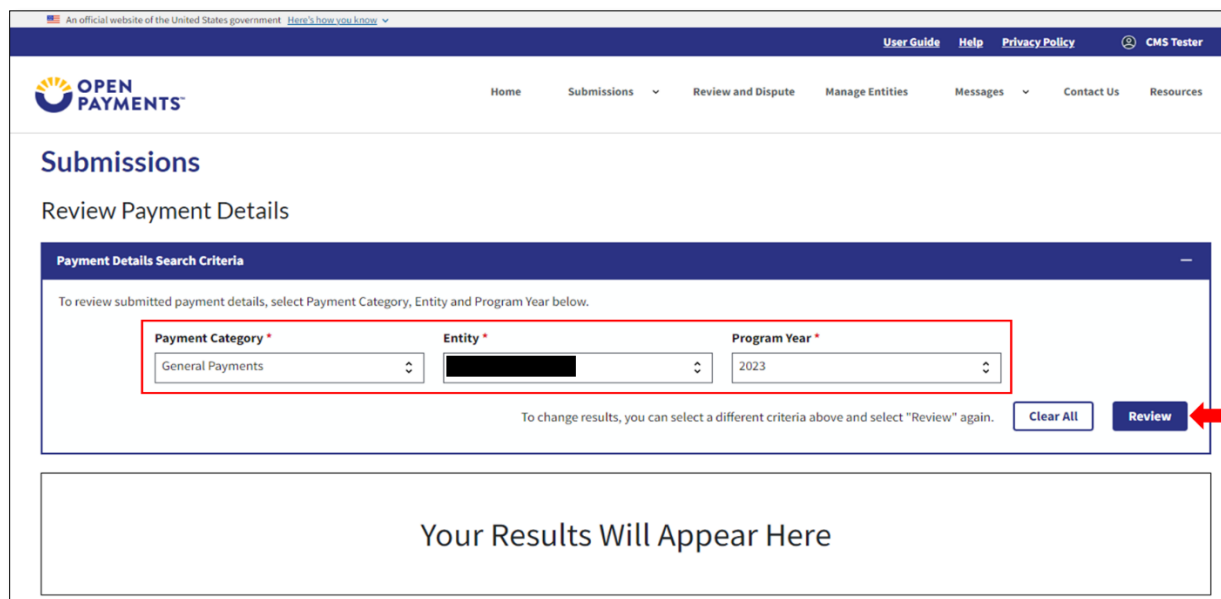 An official website of the United States government Here's how you know
User Guide Help Privacy Policy CMS Tester
OPEN
PAYMENTS™
Home Submissions Review and Dispute Manage Entities Messages Contact Us Resources
Submissions
Review Payment Details
Payment Details Search Criteria
To review submitted payment details, select Payment Category, Entity and Program Year below.
Payment Category * Entity * Program Year *
General Payments 2023
To change results, you can select a different criteria above and select "Review" again. Clear All Review
Your Results Will Appear Here